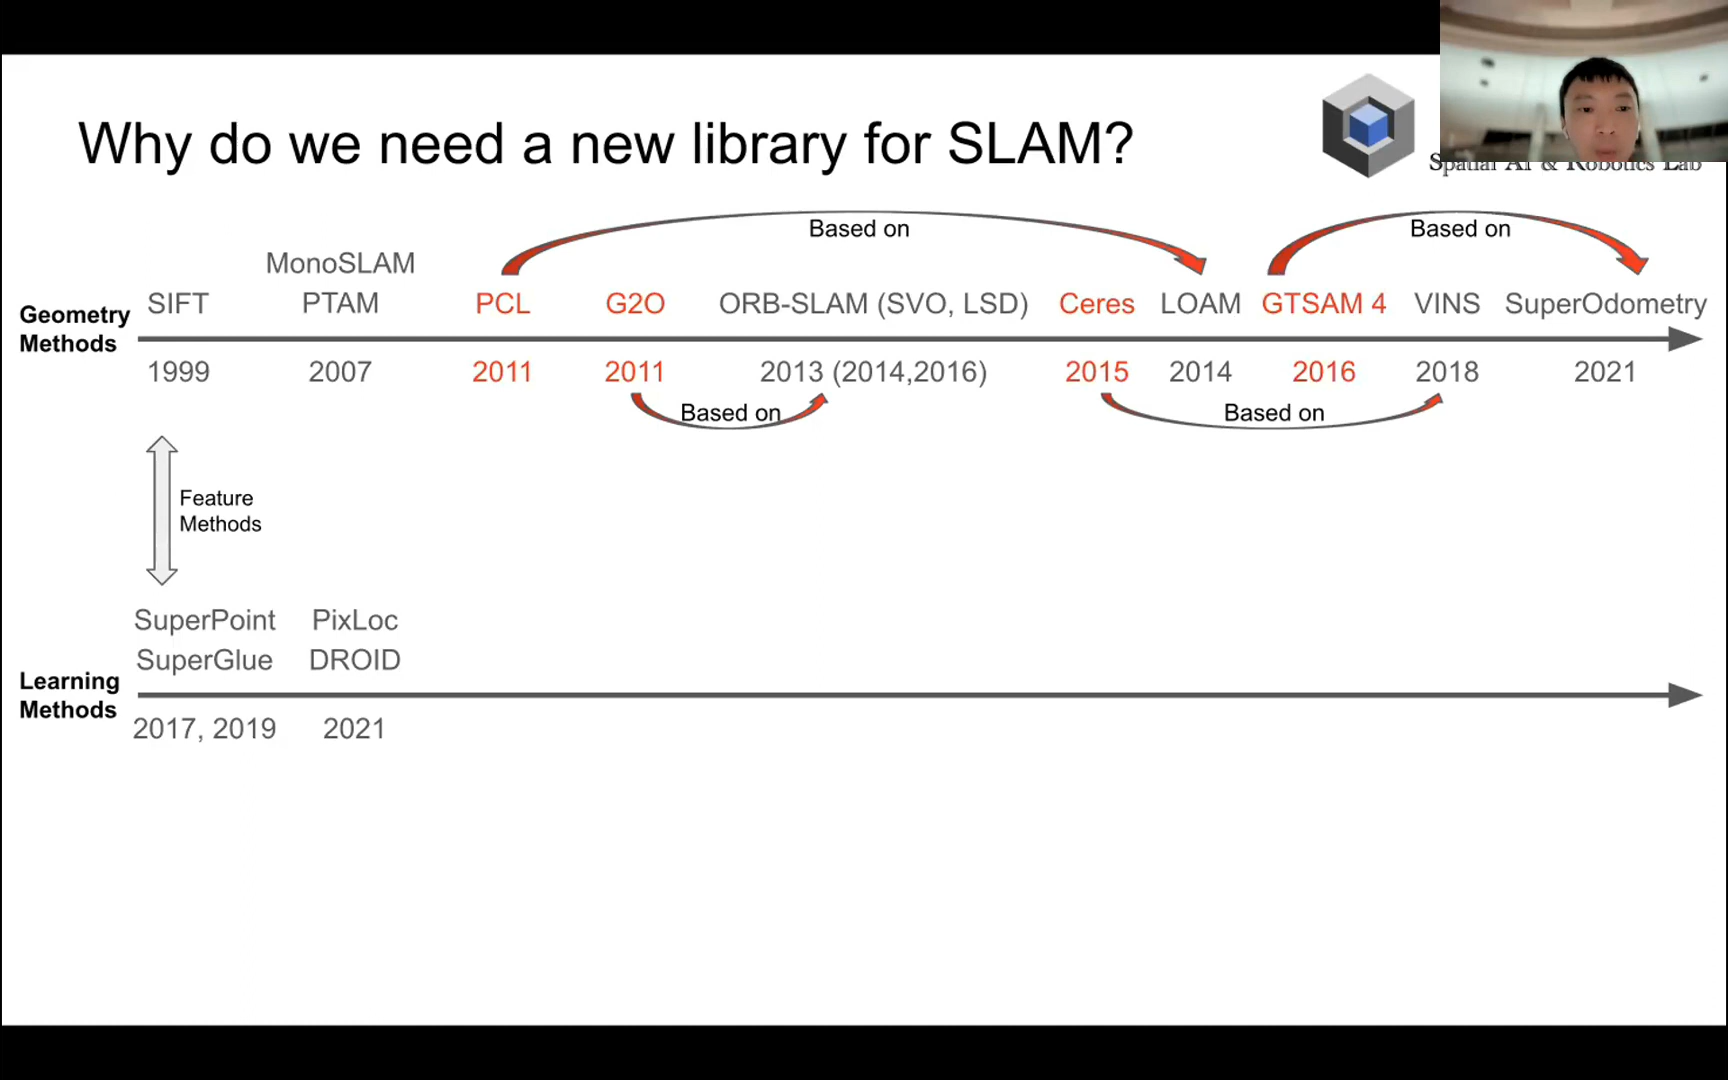 Why do we need a new library for SLAM?
Spatial AI & Robotics Lab
Based on
Based on
MonoSLAM
SIFT PTAM PCL G2O ORB-SLAM (SVO, LSD) Ceres LOAM GTSAM 4 VINS SuperOdometry
Geometry
Methods
1999 2007 2011 2011 2013 (2014,2016) 2015 2014 2016 2018 2021
Based on
Based on
Feature
Methods
SuperPoint PixLoc
SuperGlue DROID
Learning
Methods
2017, 2019 2021